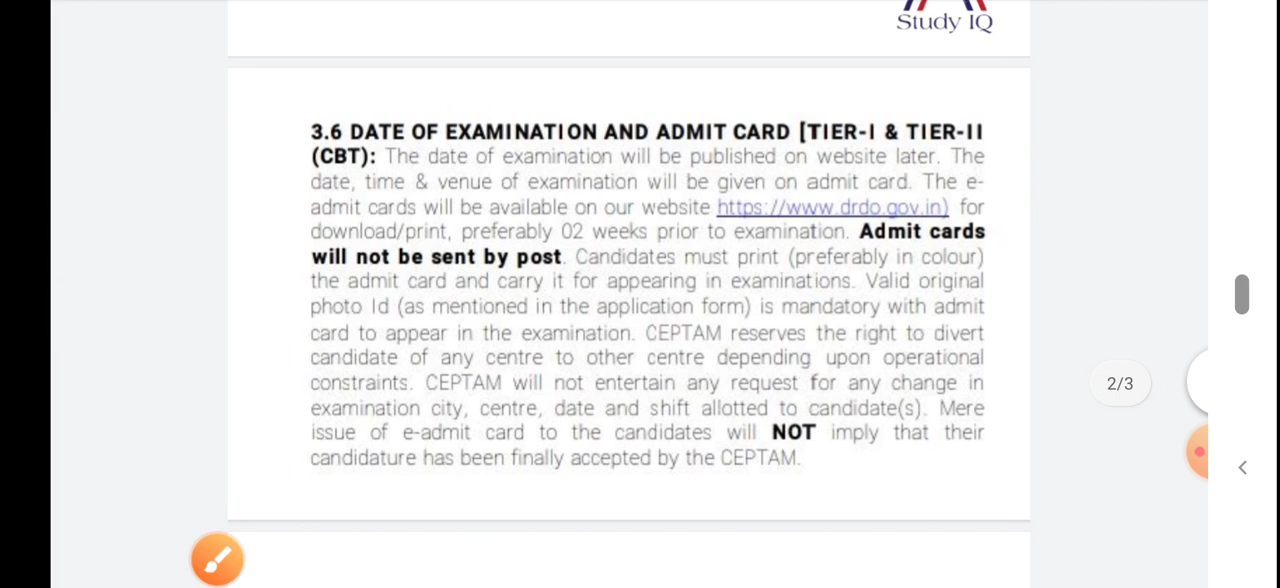 Study IQ
3.6 DATE OF EXAMINATION AND ADMIT CARD [TIER-I & TIER-II
(CBT): The date of examination will be published on website later. The
date, time & venue of examination will be given on admit card. The e-
admit cards will be available on our website https://www.drdo.gov.in) for
download/print, preferably 02 weeks prior to examination. Admit cards
will not be sent by post. Candidates must print (preferably in colour)
the admit card and carry it for appearing in examinations. Valid original
photo Id (as mentioned in the application form) is mandatory with admit
card to appear in the examination. CEPTAM reserves the right to divert
candidate of any centre to other centre depending upon operational
constraints. CEPTAM will not entertain any request for any change in
examination city, centre, date and shift allotted to candidate(s). Mere
issue of e-admit card to the candidates will NOT imply that their
candidature has been finally accepted by the CEPTAM.
2/3